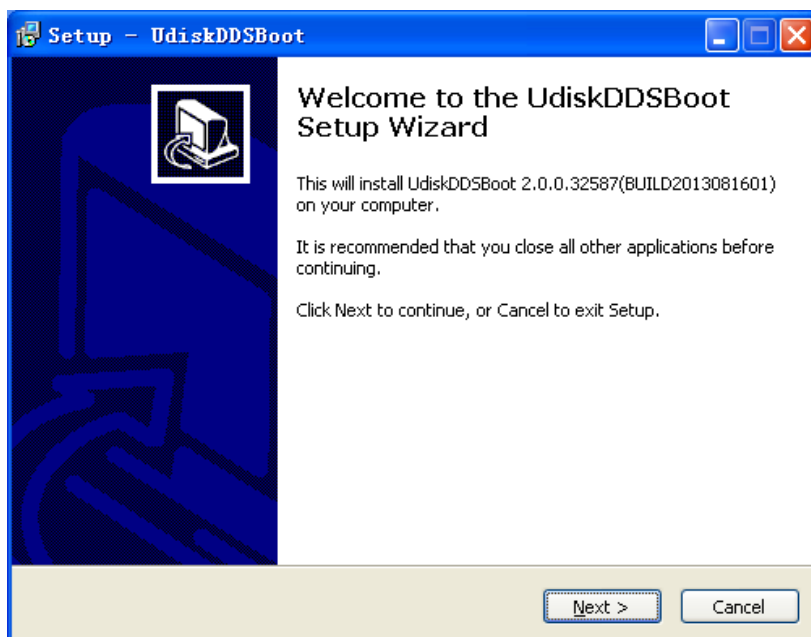 Setup - UdiskDDSBoot
Welcome to the UdiskDDSBoot
Setup Wizard
This will install UdiskDDSBoot 2.0.0.32587(BUILD2013081601)
on your computer.
It is recommended that you close all other applications before
continuing.
Click Next to continue, or Cancel to exit Setup.
Next >
Cancel